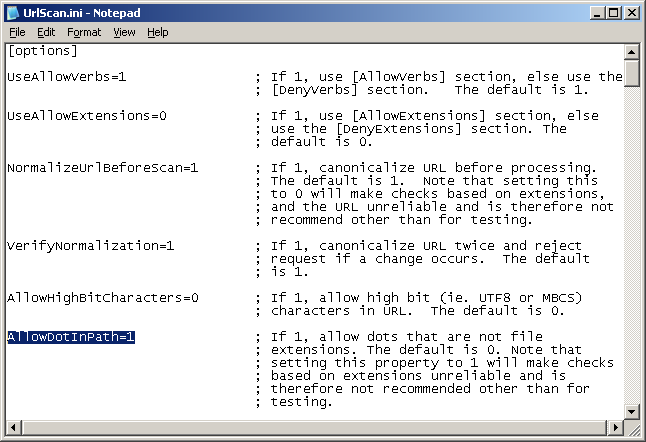 UrlScan.ini - Notepad
File Edit Format View Help
[options]
UseAllowVerbs=1 ; If 1, use [AllowVerbs] section, else use the
; [DenyVerbs] section. The default is 1.
UseAllowExtensions=0 ; If 1, use [AllowExtensions] section, else
; use the [DenyExtensions] section. The
; default is 0.
NormalizeUrlBeforeScan=1 ; If 1, canonicalize URL before processing.
; The default is 1. Note that setting this
; to 0 will make checks based on extensions,
; and the URL unreliable and is therefore not
; recommend other than for testing.
VerifyNormalization=1 ; If 1, canonicalize URL twice and reject
; request if a change occurs. The default
; is 1.
AllowHighBitCharacters=0 ; If 1, allow high bit (ie. UTF8 or MBCS)
; characters in URL. The default is 0.
AllowDotInPath=1 ; If 1, allow dots that are not file
; extensions. The default is 0. Note that
; setting this property to 1 will make checks
; based on extensions unreliable and is
; therefore not recommended other than for
; testing.